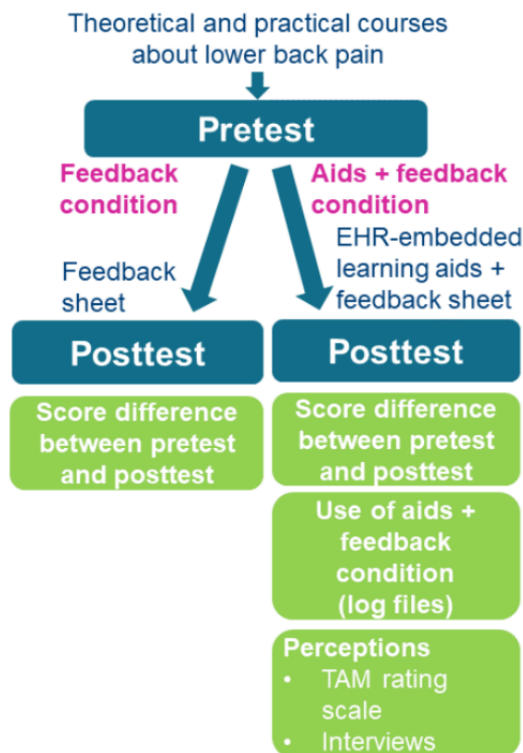 Theoretical and practical courses
about lower back pain
Pretest
Feedback
condition
Aids + feedback
condition
Feedback
sheet
EHR-embedded
learning aids +
feedback sheet
Posttest
Posttest
Score difference
between pretest
and posttest
Score difference
between pretest
and posttest
Use of aids +
feedback
condition
(log files)
Perceptions
• TAM rating
scale
• Interviews